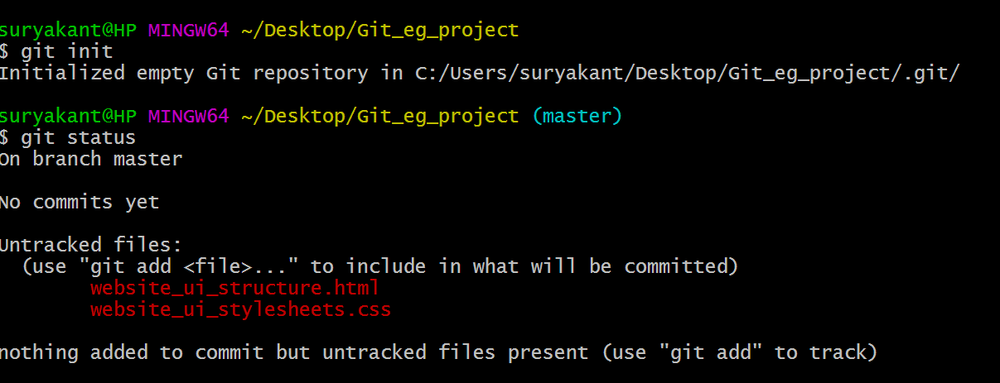 suryakant@HP MINGW64 ~/Desktop/Git_eg_project
$ git init
Initialized empty Git repository in C:/Users/suryakant/Desktop/Git_eg_project/.git/
suryakant@HP MINGW64 ~/Desktop/Git_eg_project (master)
$ git status
On branch master
No commits yet
Untracked files:
(use "git add <file>..." to include in what will be committed)
website_ui_structure.html
website_ui_stylesheets.css
nothing added to commit but untracked files present (use "git add" to track)